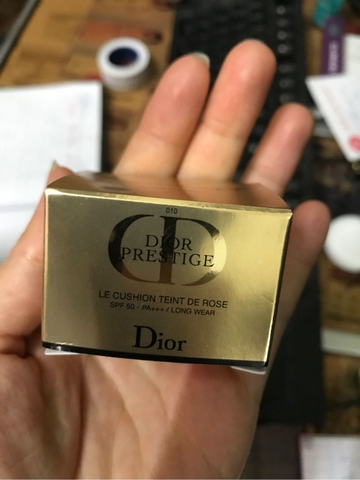 010
DIOR
PRESTIGE
LE CUSHION TEINT DE ROSE
SPF 50 - PA+++ / LONG WEAR
Dior